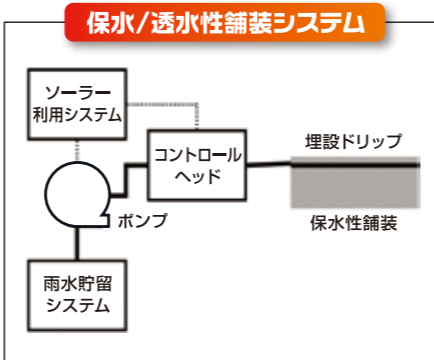 保水/透水性舗装システム
ソーラー
利用システム
コントロール
ヘッド
埋設ドリップ
ポンプ
保水性舗装
雨水貯留
システム